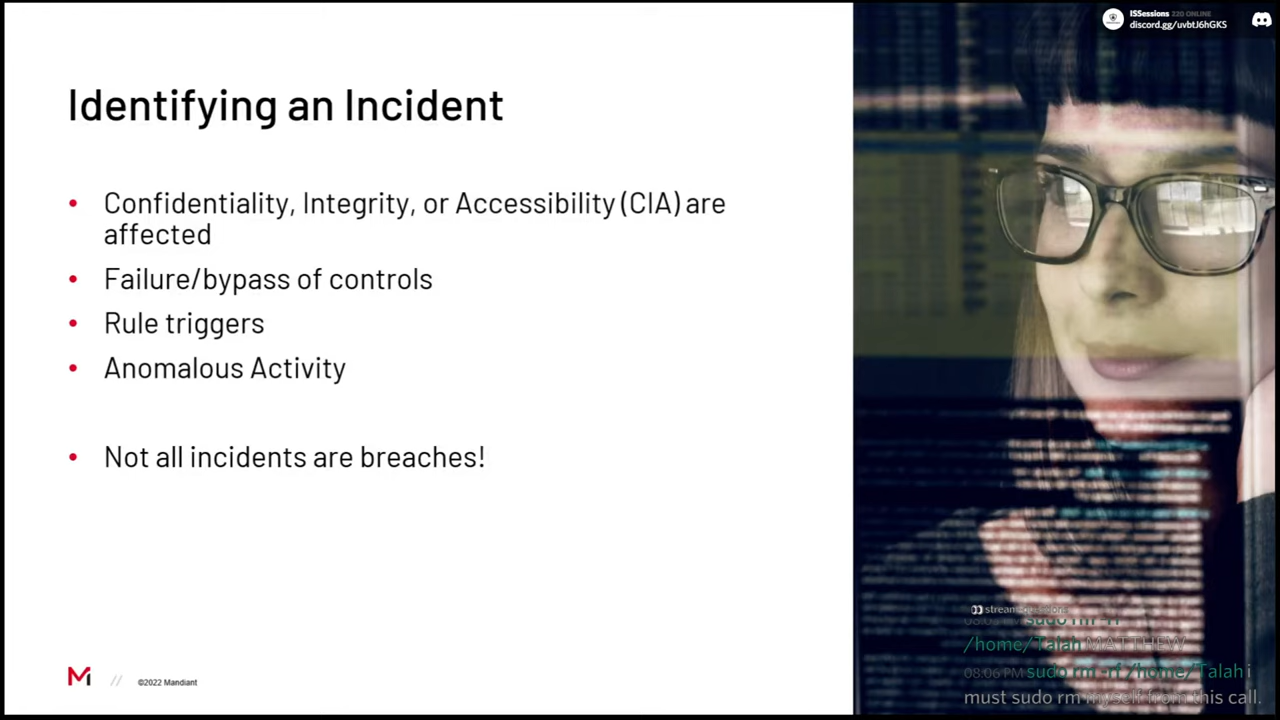 ISSessions 220 ONLINE
discord.gg/uvbtJ6hGKS
Identifying an Incident
• Confidentiality, Integrity, or Accessibility (CIA) are
affected
• Failure/bypass of controls
• Rule triggers
• Anomalous Activity
• Not all incidents are breaches!
// ©2022 Mandiant
stream-questions
sudo rm -rf
/home/Talah MATTHEW
08:06 PM sudo rm -rf /home/Talah i
must sudo rm myself from this call.